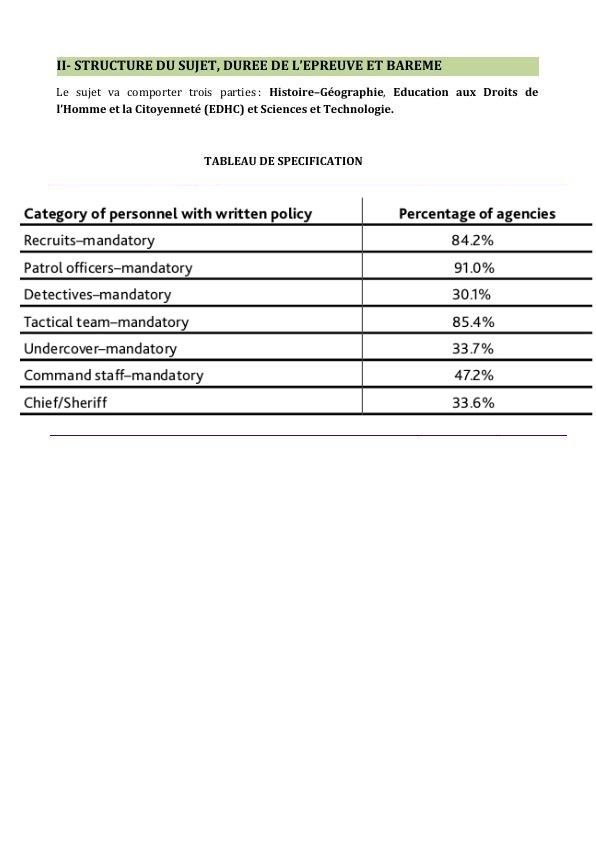 II- STRUCTURE DU SUJET, DUREE DE L’EPREUVE ET BAREME
Le sujet va comporter trois parties : Histoire–Géographie, Education aux Droits de
l’Homme et la Citoyenneté (EDHC) et Sciences et Technologie.
TABLEAU DE SPECIFICATION
Category of personnel with written policy Percentage of agencies
Recruits–mandatory 84.2%
Patrol officers–mandatory 91.0%
Detectives–mandatory 30.1%
Tactical team–mandatory 85.4%
Undercover–mandatory 33.7%
Command staff–mandatory 47.2%
Chief/Sheriff 33.6%